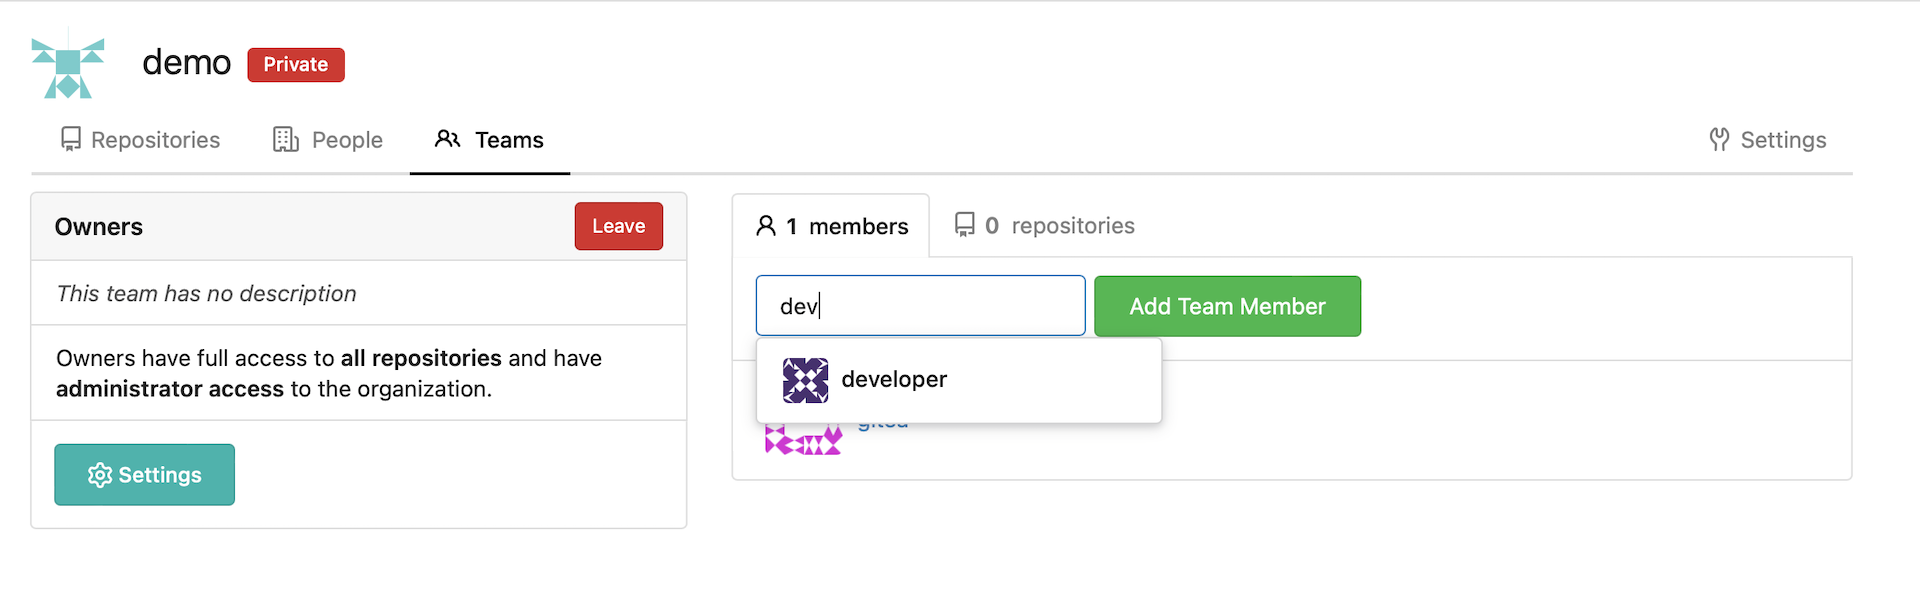 demo Private
Repositories People Teams Settings
Owners Leave
This team has no description
Owners have full access to all repositories and have
administrator access to the organization.
Settings
1 members 0 repositories
dev Add Team Member
developer